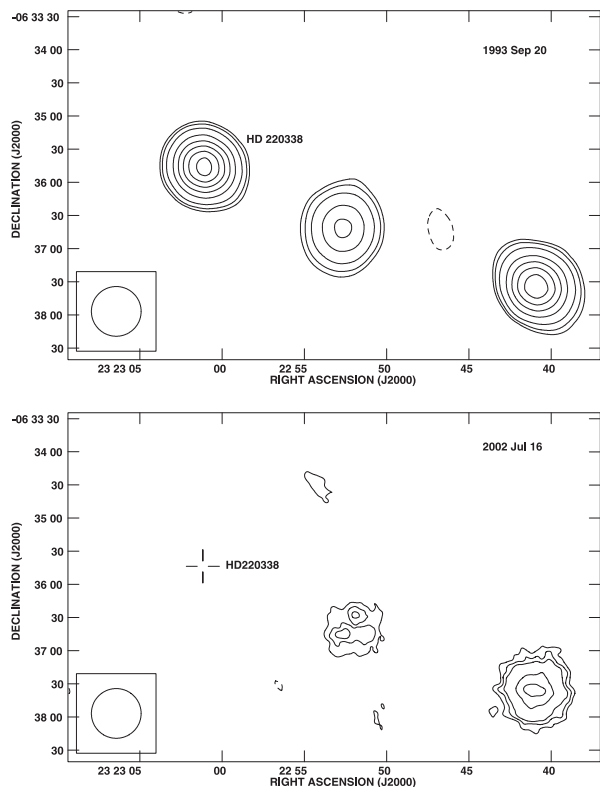 -06 33 30
1993 Sep 20
34 00
30
35 00
HD 220338
30
36 00
30
37 00
30
38 00
30
DECLINATION (J2000)
23 23 05 00 22 55 50 45 40
RIGHT ASCENSION (J2000)
-06 33 30
2002 Jul 16
34 00
30
35 00
30
HD220338
36 00
30
37 00
30
38 00
30
DECLINATION (J2000)
23 23 05 00 22 55 50 45 40
RIGHT ASCENSION (J2000)